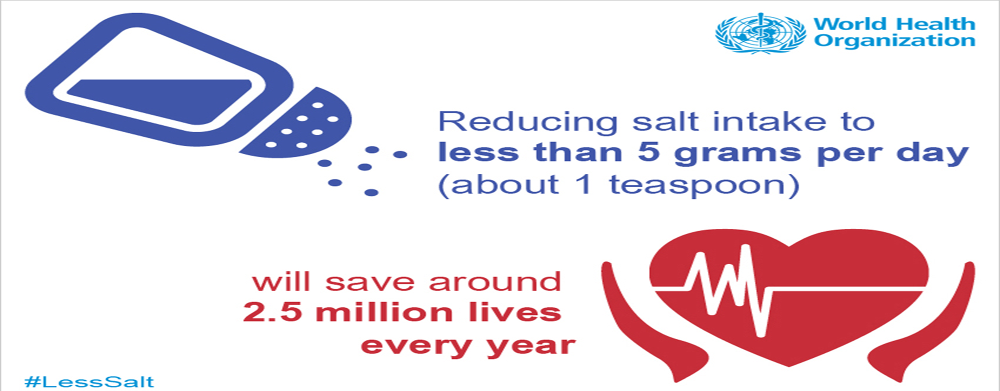 World Health
Organization
Reducing salt intake to
less than 5 grams per day
(about 1 teaspoon)
will save around
2.5 million lives
every year
#LessSalt